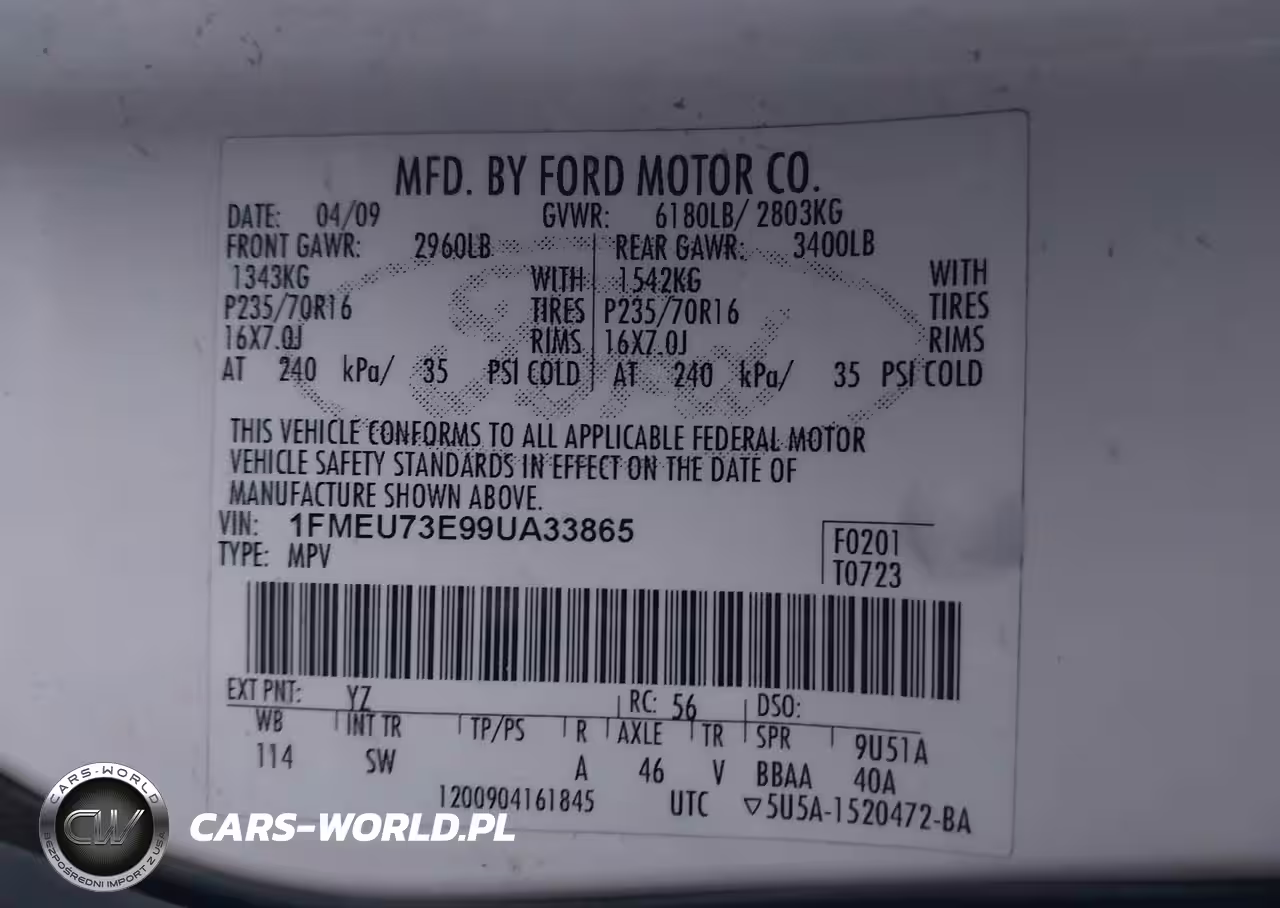 MFD. BY FORD MOTOR CO.
DATE: 04/09 GVWR: 6180LB/ 2803KG
FRONT GAWR: 2960LB REAR GAWR: 3400LB
1343KG WITH 1542KG WITH
P235/70R16 TIRES P235/70R16 TIRES
16X7.0J RIMS 16X7.0J RIMS
AT 240 kPa/ 35 PSI COLD AT 240 kPa/ 35 PSI COLD
THIS VEHICLE CONFORMS TO ALL APPLICABLE FEDERAL MOTOR
VEHICLE SAFETY STANDARDS IN EFFECT ON THE DATE OF
MANUFACTURE SHOWN ABOVE.
VIN: 1FMEU73E99UA33865
TYPE: MPV
F0201
T0723
EXT PNT: YZ RC: 56 DSO:
WB INT TR TP/PS R AXLE TR SPR 9U51A
114 SW A 46 V BBAA 40A
1200904161845 UTC ▽5U5A-1520472-BA
CARS-WORLD
CW
BEZPOŚREDNI IMPORT Z USA
CARS-WORLD.PL